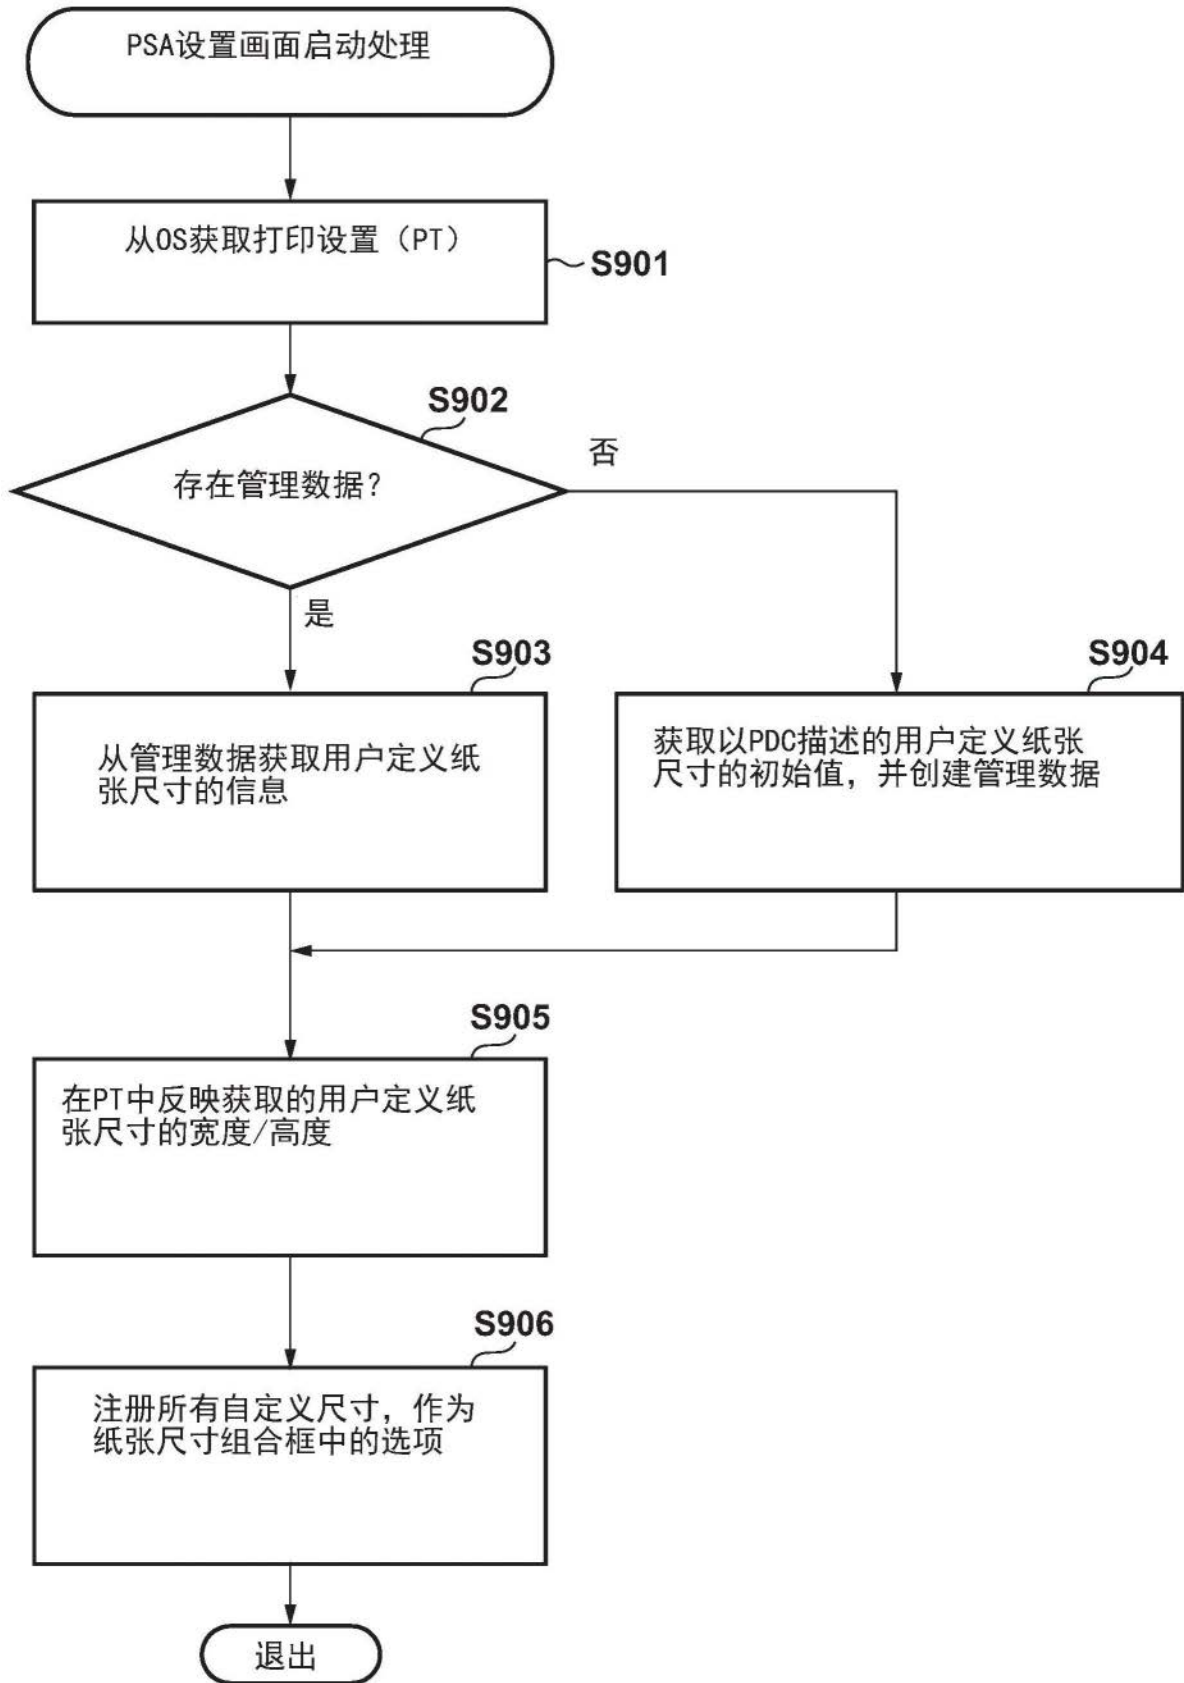 PSA设置画面启动处理
从OS获取打印设置（PT）
S901
S902
存在管理数据？
否
是
S903
从管理数据获取用户定义纸
张尺寸的信息
S904
获取以PDC描述的用户定义纸张
尺寸的初始值，并创建管理数据
S905
在PT中反映获取的用户定义纸
张尺寸的宽度/高度
S906
注册所有自定义尺寸，作为
纸张尺寸组合框中的选项
退出